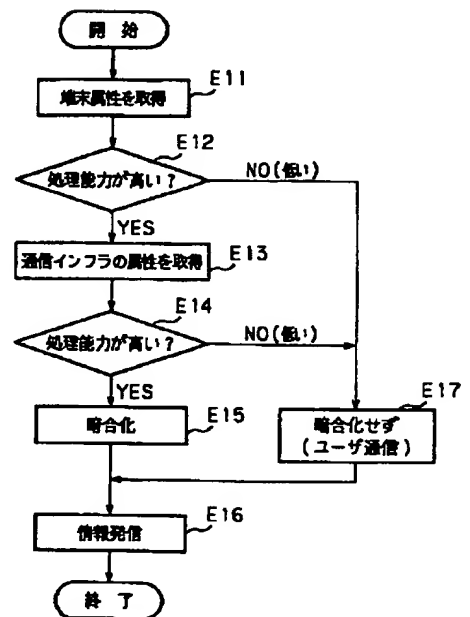 開 始
E11
端末属性を取得
E12
処理能力が高い？
NO(低い)
YES
E13
通信インフラの属性を取得
E14
処理能力が高い？
NO(低い)
YES
E15
暗合化
E17
暗合化せず
(ユーザ通信)
E16
情報発信
終 了